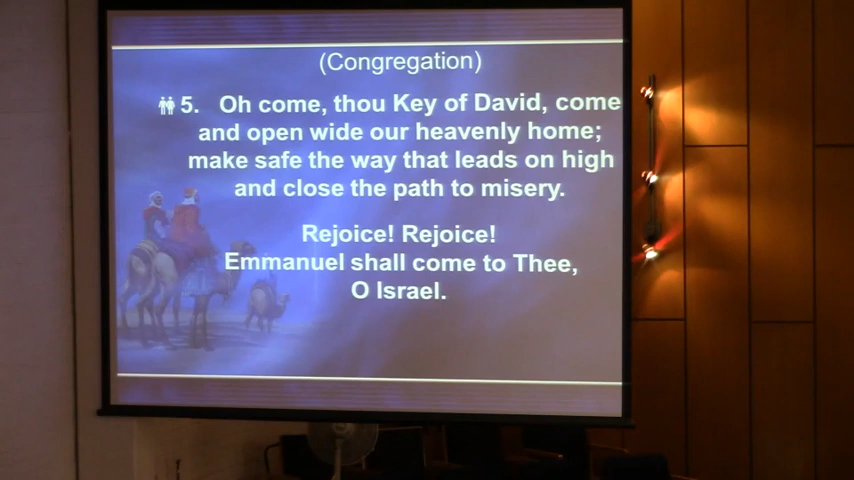 (Congregation)
5. Oh come, thou Key of David, come
and open wide our heavenly home;
make safe the way that leads on high
and close the path to misery.
Rejoice! Rejoice!
Emmanuel shall come to Thee,
O Israel.